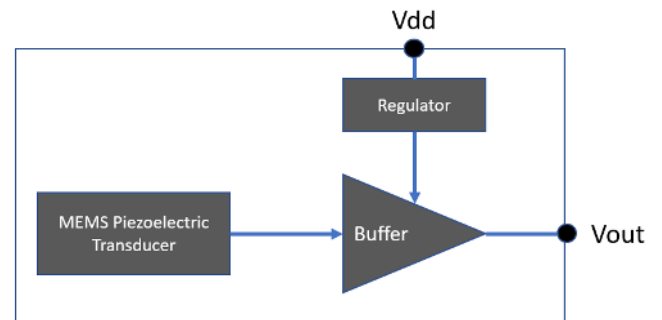 Vdd
Regulator
MEMS Piezoelectric
Transducer
Buffer
Vout